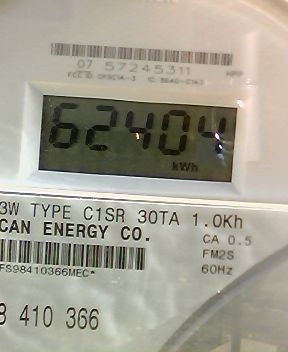 07 57245311
62404
kWh
3W TYPE C1SR 30TA 1.0Kh
CAN ENERGY CO.
CA 0.5
FM2S
60Hz
FS98410366MEC*
410 366